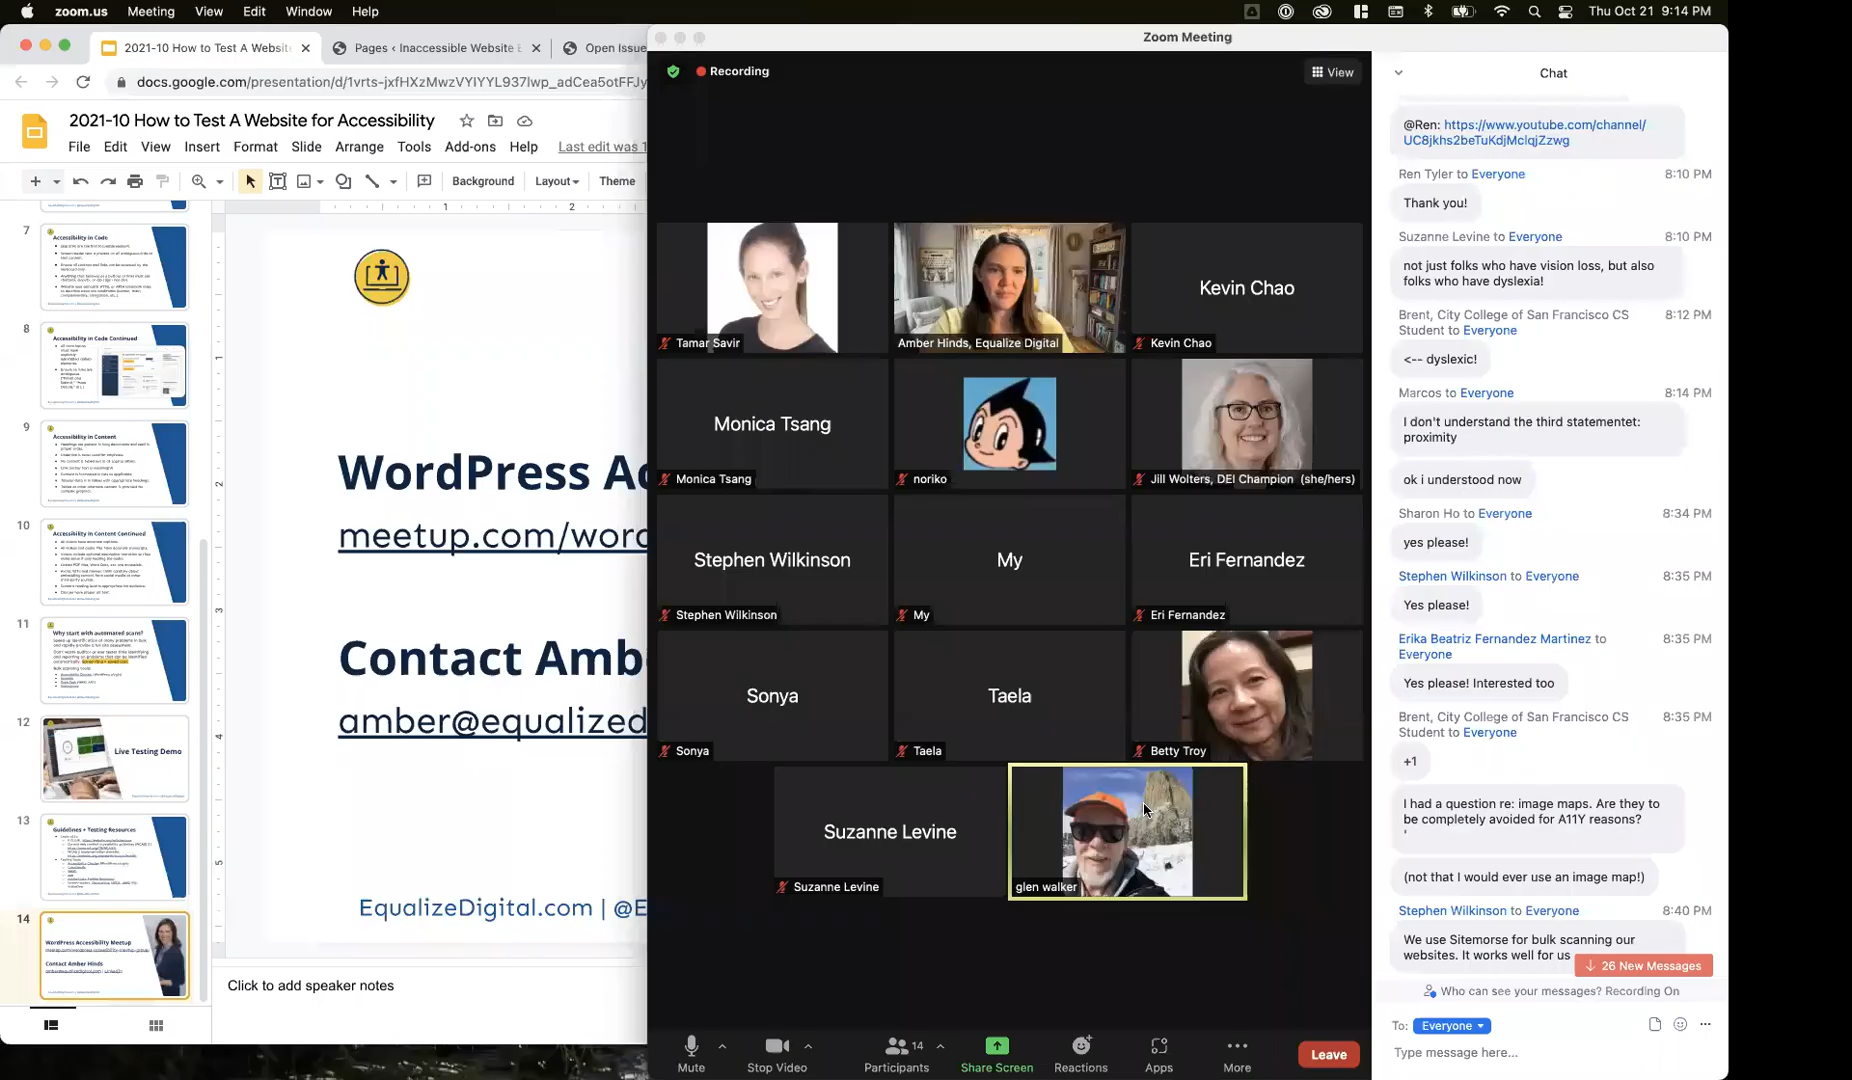 zoom.us Meeting View Edit Window Help
Thu Oct 21 9:14 PM
2021-10 How to Test A Website
Pages ‹ Inaccessible Website
Open Issue
docs.google.com/presentation/d/1vrts-jxfHXzMwzVYIYYL937lwp_adCea5otFFJy
2021-10 How to Test A Website for Accessibility
File Edit View Insert Format Slide Arrange Tools Add-ons Help Last edit was 1
Background Layout Theme
1 2
7
Accessibility in Code
8
Accessibility in Code Continued
9
Accessibility in Content
10
Accessibility in Content Continued
11
Why start with automated scans?
12
Live Testing Demo
13
Guidelines + Testing Resources
14
WordPress Accessibility Meetup
Contact Amber Hinds
1
2
3
4
5
WordPress Ac
meetup.com/word
Contact Amb
amber@equalized
EqualizeDigital.com | @E
Click to add speaker notes
Zoom Meeting
Recording
View
Tamar Savir
Amber Hinds, Equalize Digital
Kevin Chao
Kevin Chao
Monica Tsang
Monica Tsang
noriko
Jill Wolters, DEI Champion (she/hers)
Stephen Wilkinson
My
Eri Fernandez
Stephen Wilkinson
My
Eri Fernandez
Sonya
Taela
Sonya
Taela
Betty Troy
Suzanne Levine
Suzanne Levine
glen walker
Mute
Stop Video
14
Participants
Share Screen
Reactions
Apps
More
Leave
Chat
@Ren: https://www.youtube.com/channel/
UC8jkhs2beTuKdjMclqjZzwg
Ren Tyler to Everyone 8:10 PM
Thank you!
Suzanne Levine to Everyone 8:10 PM
not just folks who have vision loss, but also
folks who have dyslexia!
Brent, City College of San Francisco CS 8:12 PM
Student to Everyone
<-- dyslexic!
Marcos to Everyone 8:14 PM
I don't understand the third statementet:
proximity
ok i understood now
Sharon Ho to Everyone 8:34 PM
yes please!
Stephen Wilkinson to Everyone 8:35 PM
Yes please!
Erika Beatriz Fernandez Martinez to 8:35 PM
Everyone
Yes please! Interested too
Brent, City College of San Francisco CS 8:35 PM
Student to Everyone
+1
I had a question re: image maps. Are they to
be completely avoided for A11Y reasons?
‘
(not that I would ever use an image map!)
Stephen Wilkinson to Everyone 8:40 PM
We use Sitemorse for bulk scanning our
websites. It works well for us
26 New Messages
Who can see your messages? Recording On
To: Everyone
Type message here...